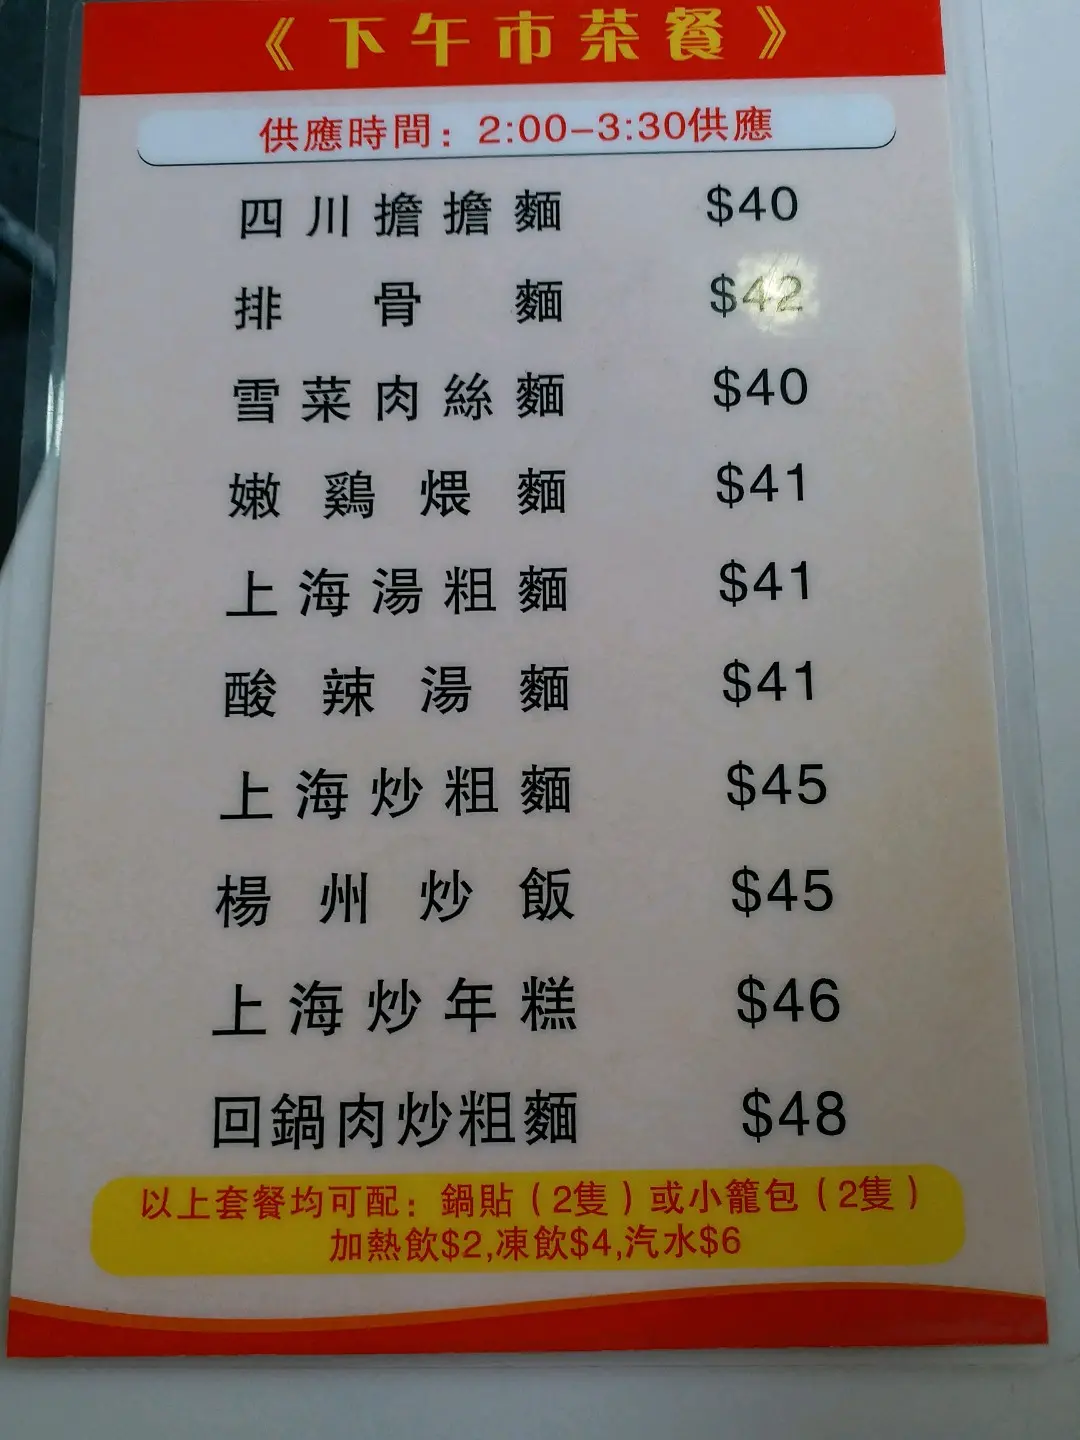 《下午市茶餐》
供應時間：2:00-3:30供應
四川擔擔麵 $40
排骨麵 $42
雪菜肉絲麵 $40
嫩鷄煨麵 $41
上海湯粗麵 $41
酸辣湯麵 $41
上海炒粗麵 $45
楊州炒飯 $45
上海炒年糕 $46
回鍋肉炒粗麵 $48
以上套餐均可配：鍋貼（2隻）或小籠包（2隻）
加熱飲$2,凍飲$4,汽水$6